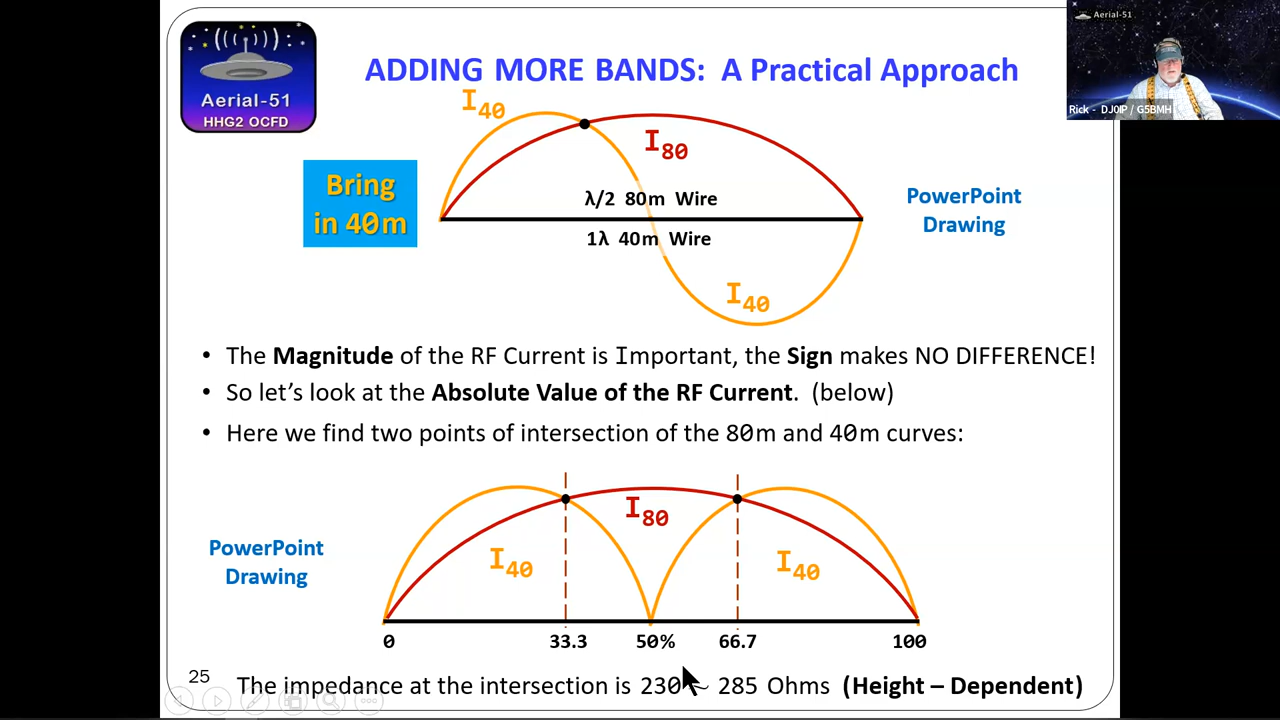 Aerial-51
HHG2 OCFD
ADDING MORE BANDS: A Practical Approach
Aerial-51
Rick - DJ0IP / G5BMH
I40
I80
Bring
in 40m
λ/2 80m Wire
1λ 40m Wire
PowerPoint
Drawing
I40
• The Magnitude of the RF Current is Important, the Sign makes NO DIFFERENCE!
• So let's look at the Absolute Value of the RF Current. (below)
• Here we find two points of intersection of the 80m and 40m curves:
I80
PowerPoint
Drawing
I40
I40
0 33.3 50% 66.7 100
25
The impedance at the intersection is 230 ~ 285 Ohms (Height – Dependent)